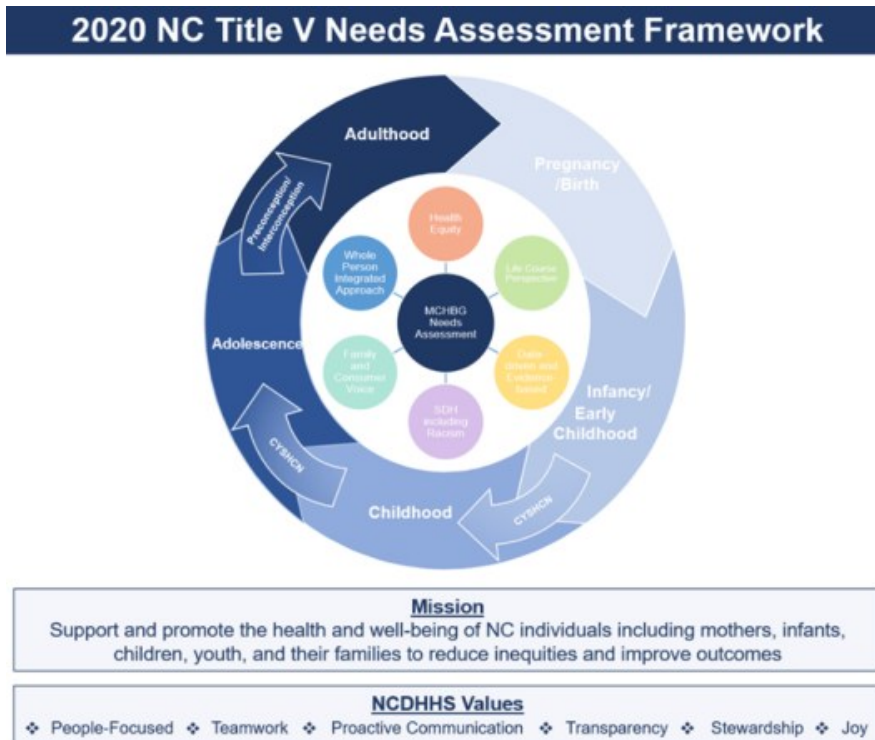 2020 NC Title V Needs Assessment Framework
Adulthood
Pregnancy
/Birth
Preconception/
Interconception
Health
Equity
Whole
Person
Integrated
Approach
Life Course
Perspective
MCHBG
Needs
Assessment
Adolescence
Family
and
Consumer
Voice
Data-
driven and
Evidence-
based
Infancy/
Early
Childhood
SDH
including
Racism
CYSHCN
Childhood
CYSHCN
Mission
Support and promote the health and well-being of NC individuals including mothers, infants,
children, youth, and their families to reduce inequities and improve outcomes
NCDHHS Values
❖ People-Focused ❖ Teamwork ❖ Proactive Communication ❖ Transparency ❖ Stewardship ❖ Joy